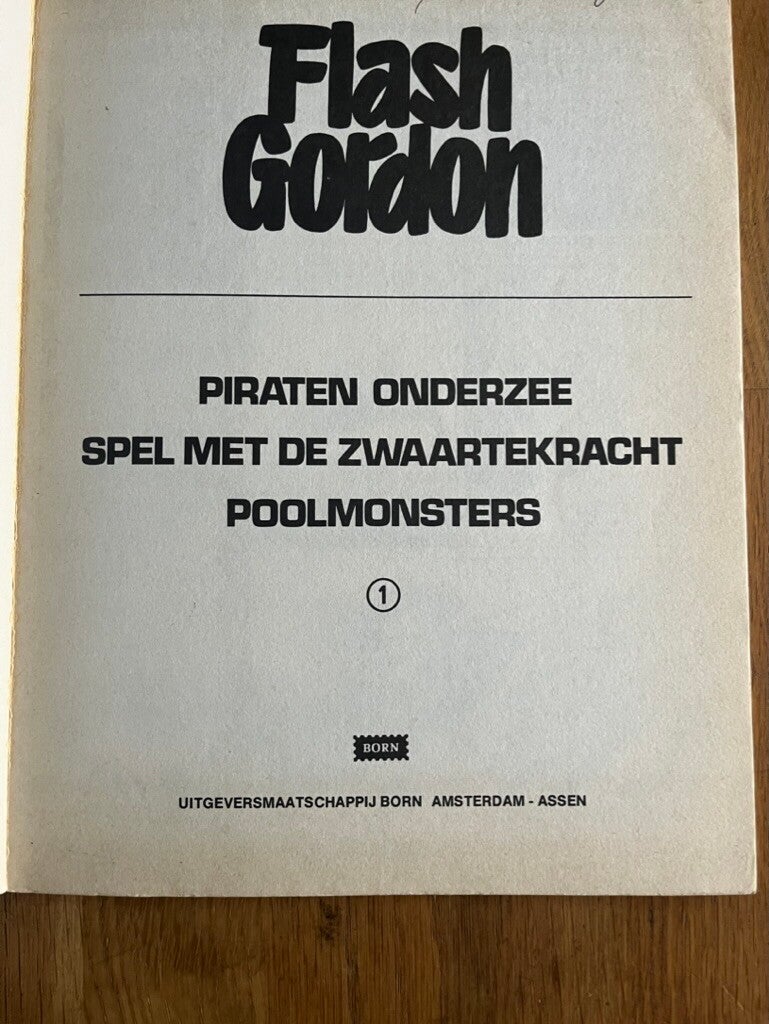 Flash
Gordon
PIRATEN ONDERZEE
SPEL MET DE ZWAARTEKRACHT
POOLMONSTERS
1
BORN
UITGEVERSMAATSCHAPPIJ BORN AMSTERDAM - ASSEN